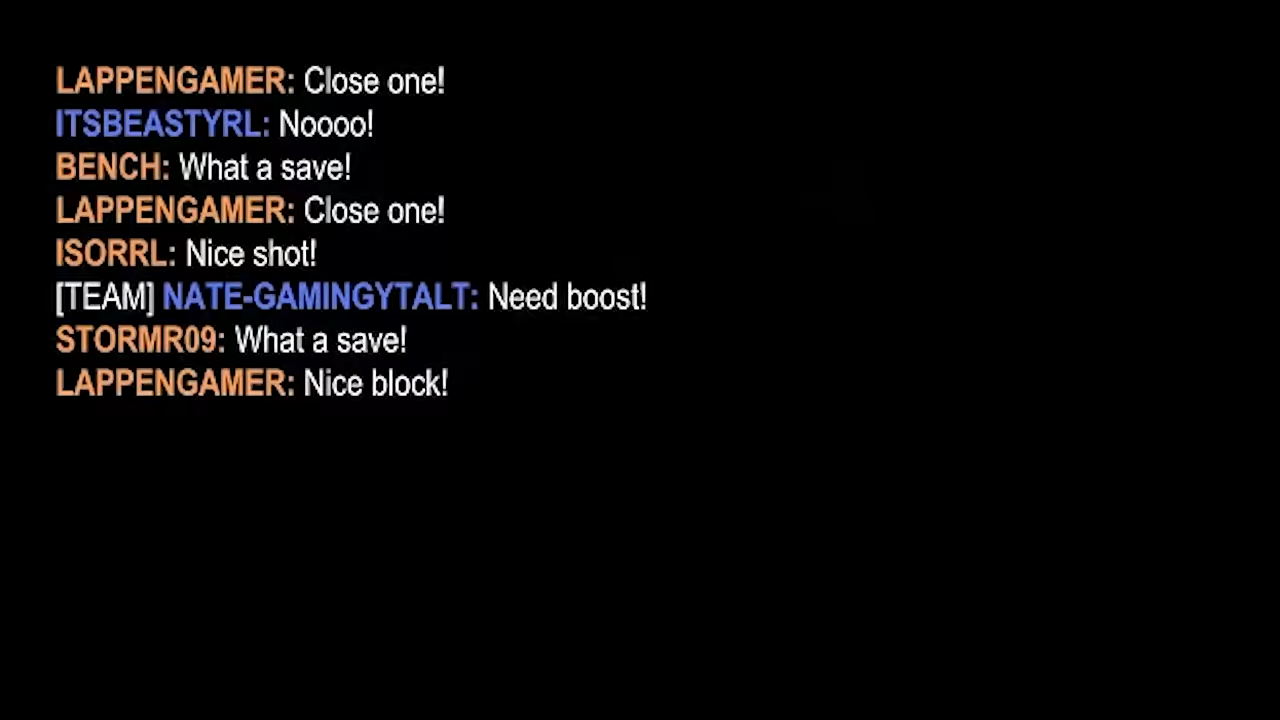 LAPPENGAMER: Close one!
ITSBEASTYRL: Noooo!
BENCH: What a save!
LAPPENGAMER: Close one!
ISORRL: Nice shot!
[TEAM] NATE-GAMINGYTALT: Need boost!
STORMR09: What a save!
LAPPENGAMER: Nice block!